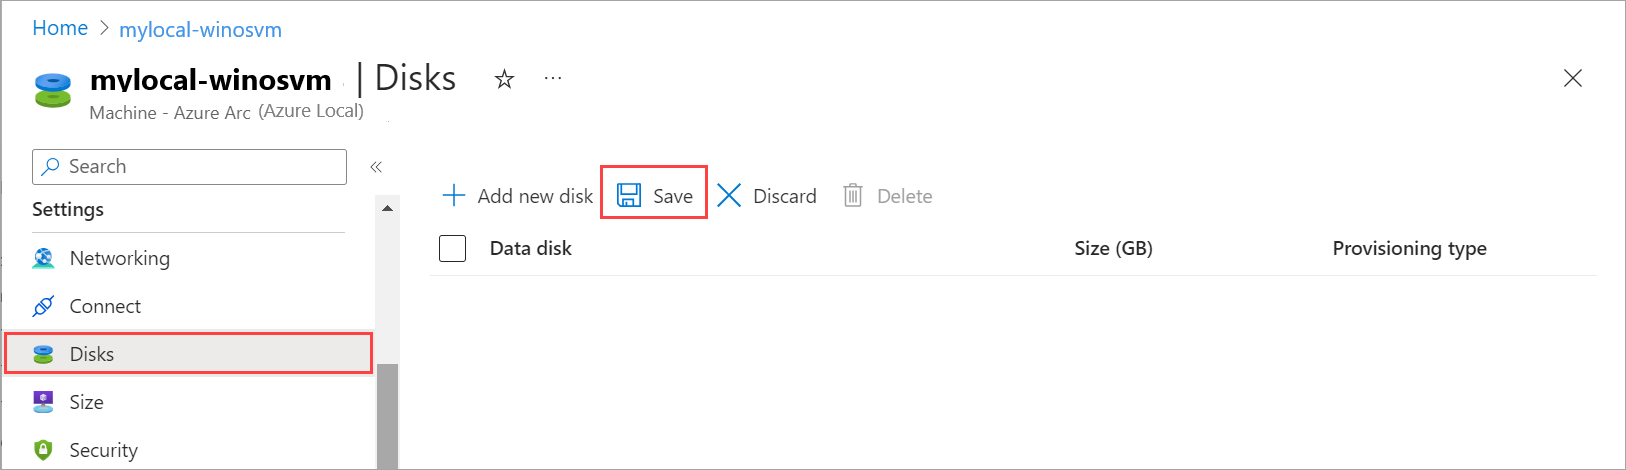 Home > mylocal-winosvm
mylocal-winosvm | Disks ☆ ...
Machine - Azure Arc (Azure Local)
Search «
Add new disk Save Discard Delete
Settings
Data disk Size (GB) Provisioning type
Networking
Connect
Disks
Size
Security